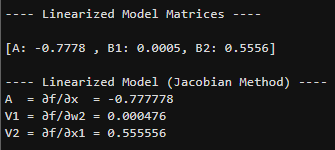 ---- Linearized Model Matrices ----
[A: -0.7778 , B1: 0.0005, B2: 0.5556]
---- Linearized Model (Jacobian Method) ----
A  = ∂f/∂x  = -0.777778
V1 = ∂f/∂w2 = 0.000476
V2 = ∂f/∂x1 = 0.555556